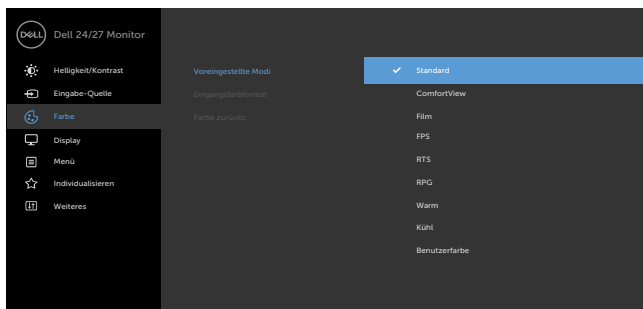 DELL
Dell 24/27 Monitor
Helligkeit/Kontrast
Eingabe-Quelle
Farbe
Display
Menü
Individualisieren
Weiteres
Voreingestellte Modi
Eingangsfarbformat
Farbe zurücks.
Standard
ComfortView
Film
FPS
RTS
RPG
Warm
Kühl
Benutzerfarbe